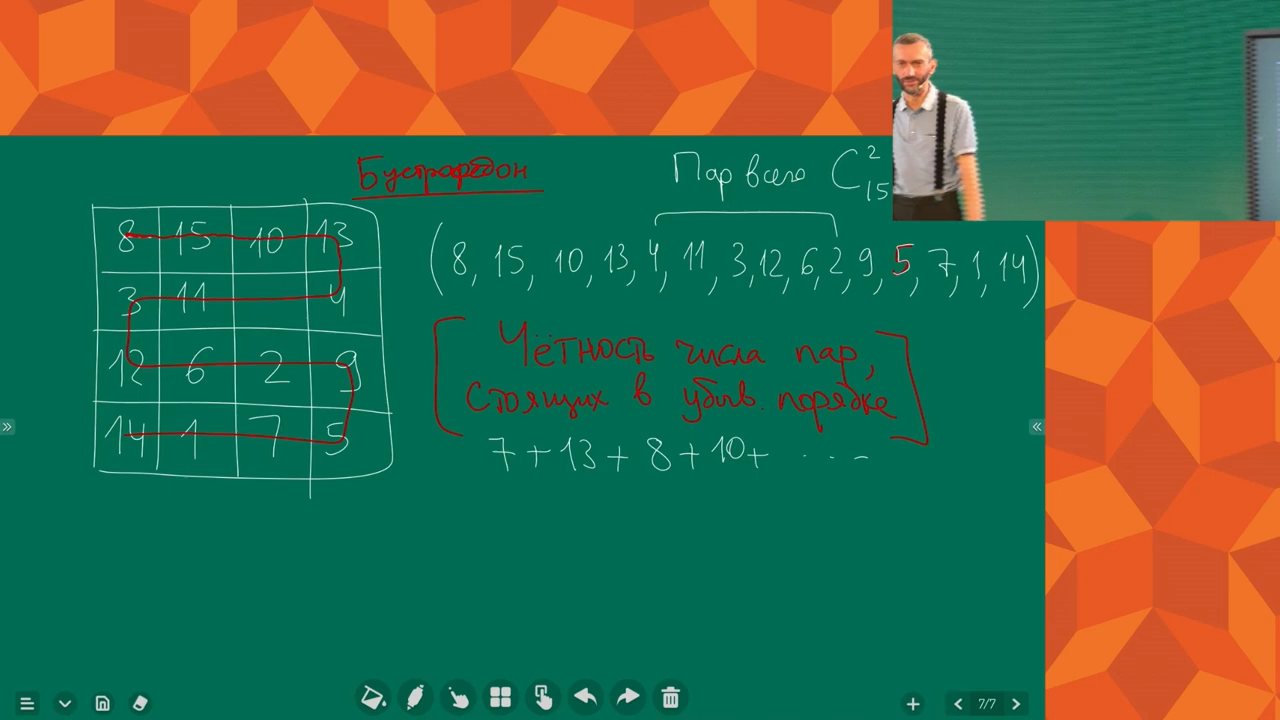 Бустрофедон
Пар всего C²₁₅
8 15 10 13
3 11 4
12 6 2 9
14 1 7 5
(8, 15, 10, 13, 4, 11, 3, 12, 6, 2, 9, 5, 7, 1, 14)
[Чётность числа пар,
стоящих в убыв. порядке]
7 + 13 + 8 + 10 + . . . –
7/7